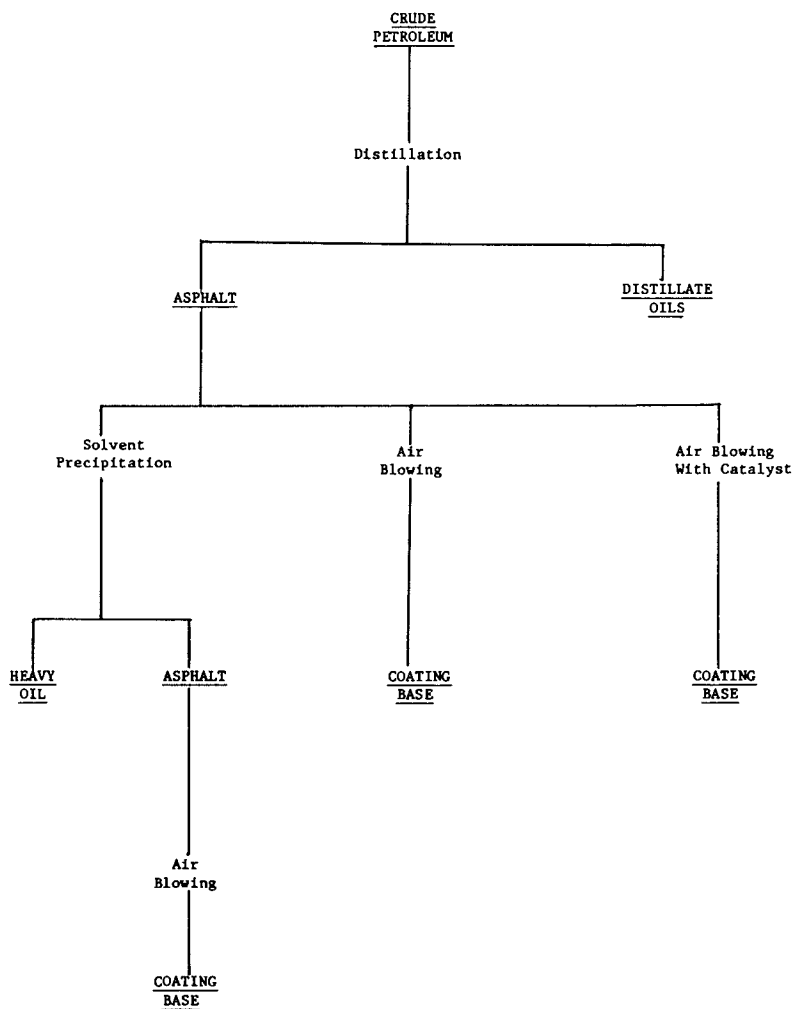 CRUDE
PETROLEUM
Distillation
ASPHALT
DISTILLATE
OILS
Solvent
Precipitation
Air
Blowing
Air Blowing
With Catalyst
HEAVY
OIL
ASPHALT
COATING
BASE
COATING
BASE
Air
Blowing
COATING
BASE